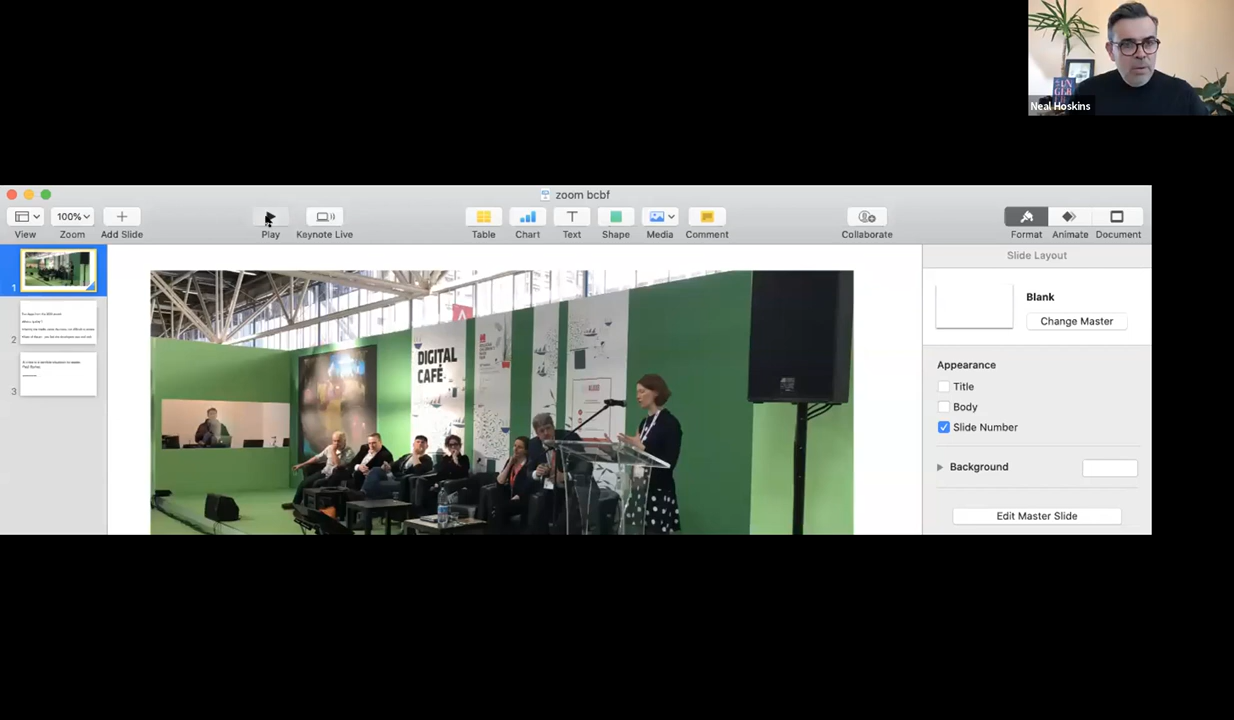 Neal Hoskins
zoom bcbf
100%
View
Zoom
Add Slide
Play
Keynote Live
Table
Chart
Text
Shape
Media
Comment
Collaborate
Format
Animate
Document
1
2
3
DIGITAL
CAFÉ
Slide Layout
Blank
Change Master
Appearance
Title
Body
Slide Number
Background
Edit Master Slide